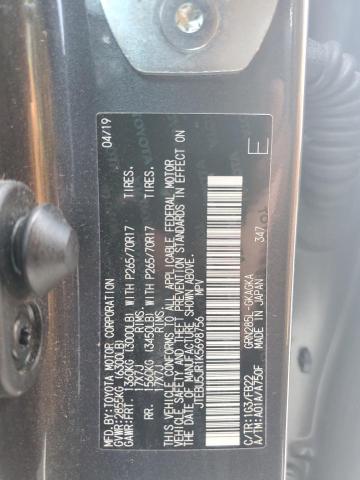 MFD.BY: TOYOTA MOTOR CORPORATION 04/19
GVWR: 2855KG (6300LB)
GAWR: FRT. 1360KG (3000LB) WITH P265/70R17 TIRES,
17X7J RIMS,
RR. 1560KG (3450LB) WITH P265/70R17 TIRES,
17X7J RIMS,
THIS VEHICLE CONFORMS TO ALL APPLICABLE FEDERAL MOTOR
VEHICLE SAFETY AND THEFT PREVENTION STANDARDS IN EFFECT ON
THE DATE OF MANUFACTURE SHOWN ABOVE.
JTEBU5JR1K5698756 MPV
E
347
C/TR: 1G3/FB22 GRN285L-GKAGKA
A/TM: A01A/A750F MADE IN JAPAN